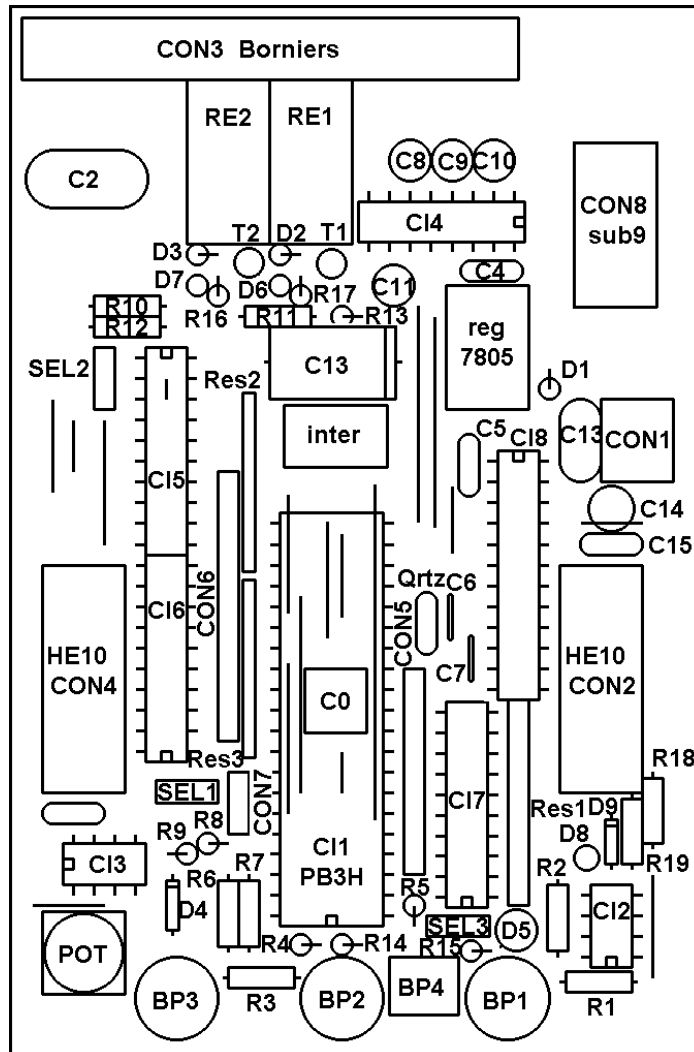 CON3 Borniers
RE2
RE1
C2
C8
C9
C10
CON8
sub9
CI4
T2
D2
T1
D3
D7
D6
C4
C11
R16
R17
R10
R12
R11
R13
reg
7805
SEL2
Res2
C13
D1
inter
C5
CI8
C13
CON1
CI5
C14
C15
CON6
Qrtz
C6
CI6
CON5
HE10
CON4
HE10
CON2
C7
C0
Res3
SEL1
CON7
CI7
R18
Res1
D9
D8
R9
R8
CI3
R7
CI1
PB3H
R6
R5
R2
R19
D4
SEL3
D5
CI2
POT
R4
R14
R15
BP3
R3
BP2
BP4
BP1
R1